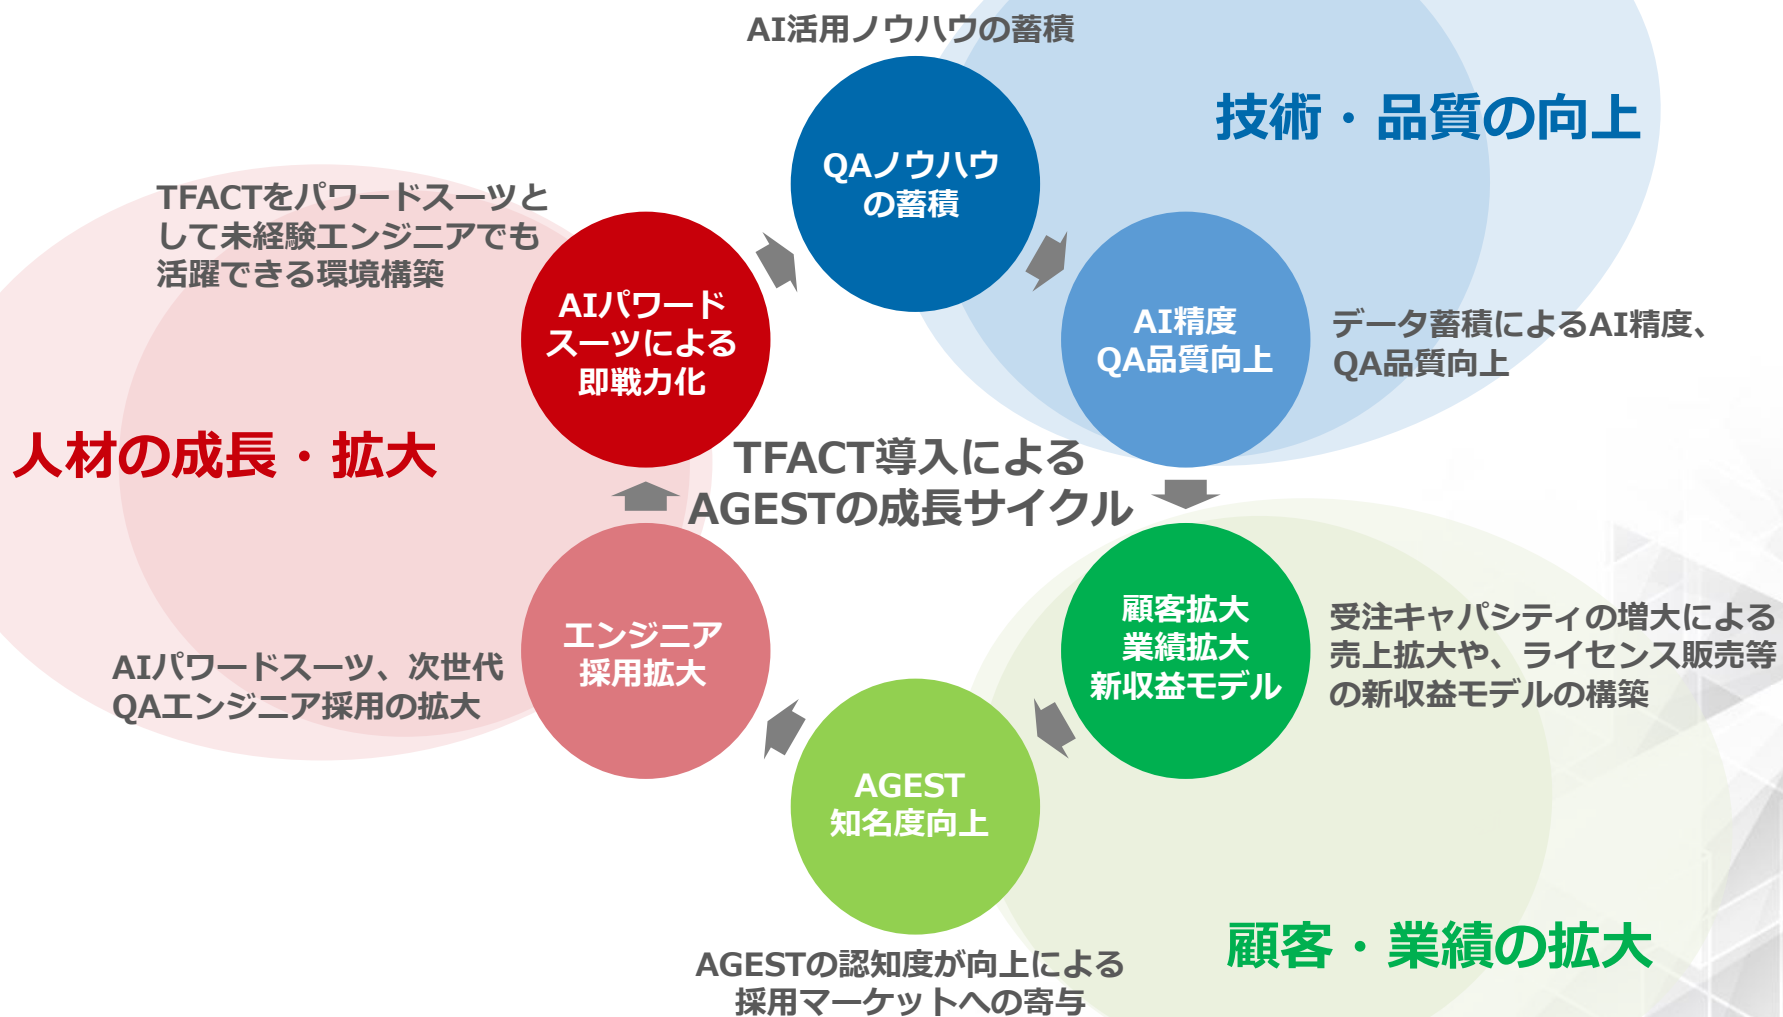 AI活用ノウハウの蓄積
技術・品質の向上
QAノウハウ
の蓄積
TFACTをパワードスーツと
して未経験エンジニアでも
活躍できる環境構築
AIパワード
スーツによる
即戦力化
AI精度
QA品質向上
データ蓄積によるAI精度、
QA品質向上
人材の成長・拡大
TFACT導入による
AGESTの成長サイクル
顧客拡大
業績拡大
新収益モデル
受注キャパシティの増大による
売上拡大や、ライセンス販売等
の新収益モデルの構築
エンジニア
採用拡大
AIパワードスーツ、次世代
QAエンジニア採用の拡大
AGEST
知名度向上
顧客・業績の拡大
AGESTの認知度が向上による
採用マーケットへの寄与